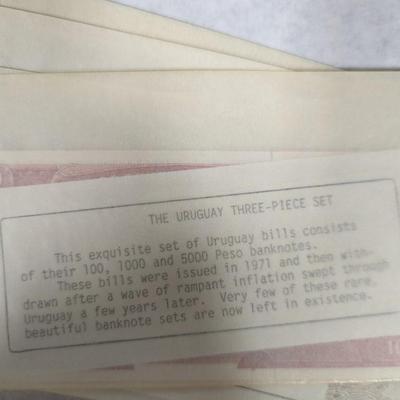 THE URUGUAY THREE-PIECE SET
This exquisite set of Uruguay bills consists
of their 100, 1000 and 5000 Peso banknotes.
These bills were issued in 1971 and then with-
drawn after a wave of rampant inflation swept through
Uruguay a few years later. Very few of these rare,
beautiful banknote sets are now left in existence.